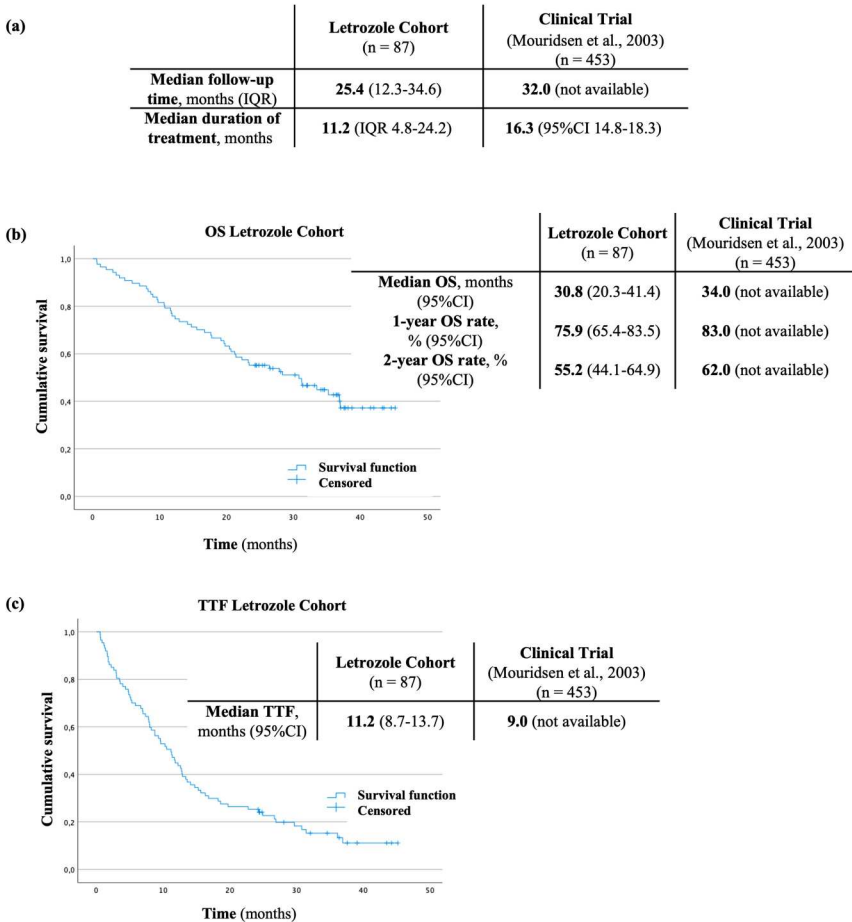 (a)
Letrozole Cohort
(n = 87)
Clinical Trial
(Mouridsen et al., 2003)
(n = 453)
Median follow-up
time, months (IQR)
25.4 (12.3-34.6)
32.0 (not available)
Median duration of
treatment, months
11.2 (IQR 4.8-24.2)
16.3 (95%CI 14.8-18.3)
(b)
OS Letrozole Cohort
Cumulative survival
1,0
0,8
0,6
0,4
0,2
0,0
0 10 20 30 40 50
Time (months)
Survival function
Censored
Letrozole Cohort
(n = 87)
Clinical Trial
(Mouridsen et al., 2003)
(n = 453)
Median OS, months
(95%CI)
30.8 (20.3-41.4)
34.0 (not available)
1-year OS rate,
% (95%CI)
75.9 (65.4-83.5)
83.0 (not available)
2-year OS rate, %
(95%CI)
55.2 (44.1-64.9)
62.0 (not available)
(c)
TTF Letrozole Cohort
Cumulative survival
1,0
0,8
0,6
0,4
0,2
0,0
0 10 20 30 40 50
Time (months)
Survival function
Censored
Letrozole Cohort
(n = 87)
Clinical Trial
(Mouridsen et al., 2003)
(n = 453)
Median TTF,
months (95%CI)
11.2 (8.7-13.7)
9.0 (not available)